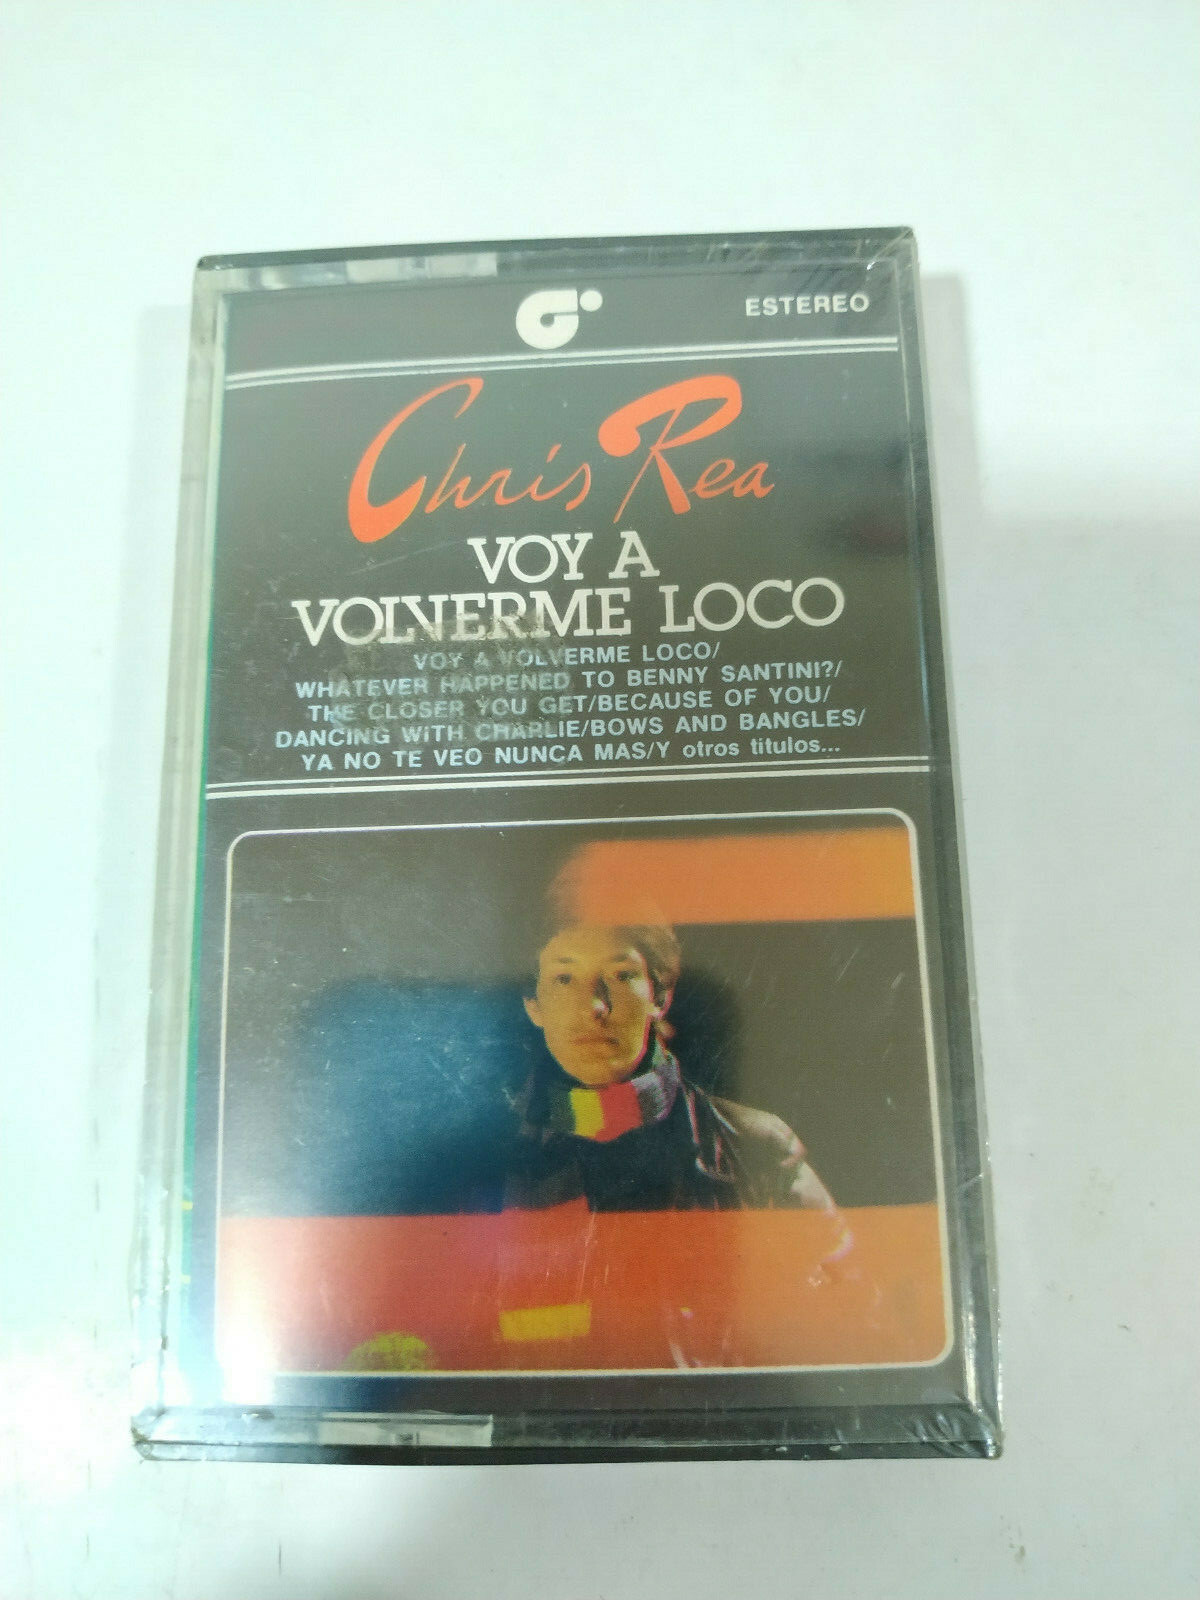 ESTEREO
Chris Rea
VOY A
VOLVERME LOCO
VOY A VOLVERME LOCO/
WHATEVER HAPPENED TO BENNY SANTINI?/
THE CLOSER YOU GET/BECAUSE OF YOU/
DANCING WITH CHARLIE/BOWS AND BANGLES/
YA NO TE VEO NUNCA MAS/Y otros titulos...